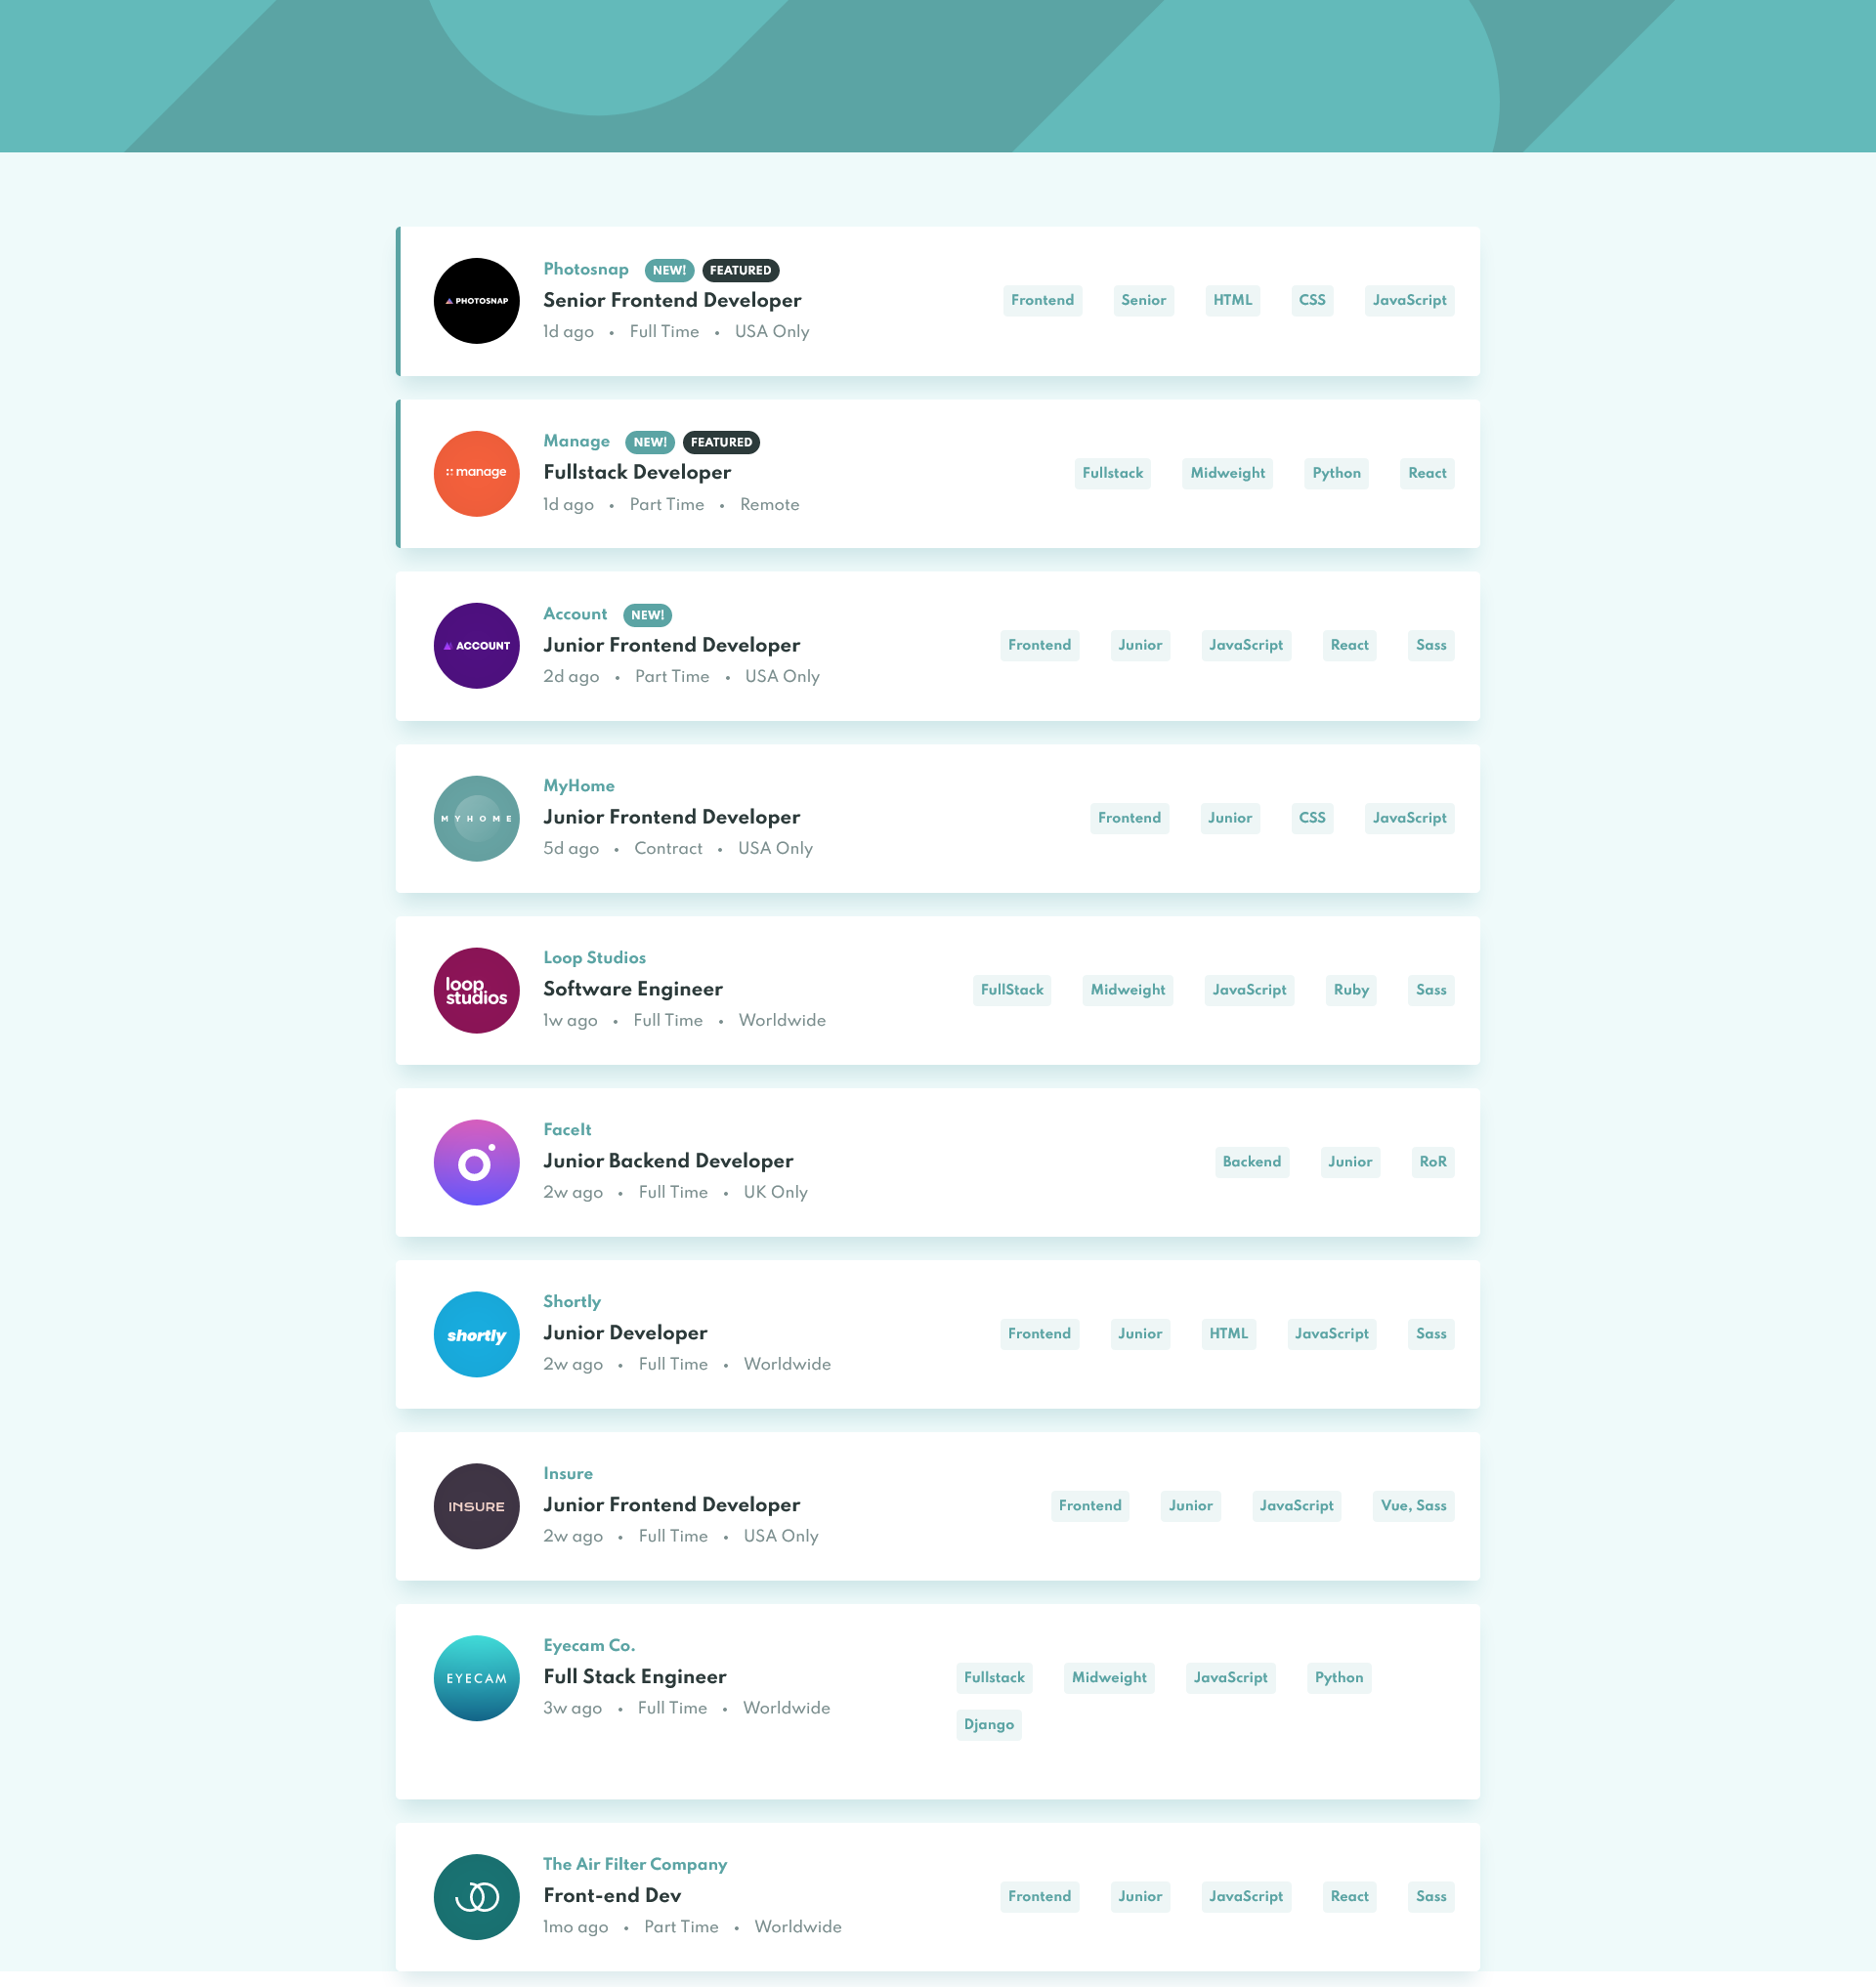 PHOTOSNAP
Photosnap NEW! FEATURED
Senior Frontend Developer
1d ago • Full Time • USA Only
Frontend Senior HTML CSS JavaScript
manage
Manage NEW! FEATURED
Fullstack Developer
1d ago • Part Time • Remote
Fullstack Midweight Python React
ACCOUNT
Account NEW!
Junior Frontend Developer
2d ago • Part Time • USA Only
Frontend Junior JavaScript React Sass
MYHOME
MyHome
Junior Frontend Developer
5d ago • Contract • USA Only
Frontend Junior CSS JavaScript
loop
studios
Loop Studios
Software Engineer
1w ago • Full Time • Worldwide
FullStack Midweight JavaScript Ruby Sass
FaceIt
Junior Backend Developer
2w ago • Full Time • UK Only
Backend Junior RoR
shortly
Shortly
Junior Developer
2w ago • Full Time • Worldwide
Frontend Junior HTML JavaScript Sass
INSURE
Insure
Junior Frontend Developer
2w ago • Full Time • USA Only
Frontend Junior JavaScript Vue, Sass
EYECAM
Eyecam Co.
Full Stack Engineer
3w ago • Full Time • Worldwide
Fullstack Midweight JavaScript Python
Django
The Air Filter Company
Front-end Dev
1mo ago • Part Time • Worldwide
Frontend Junior JavaScript React Sass